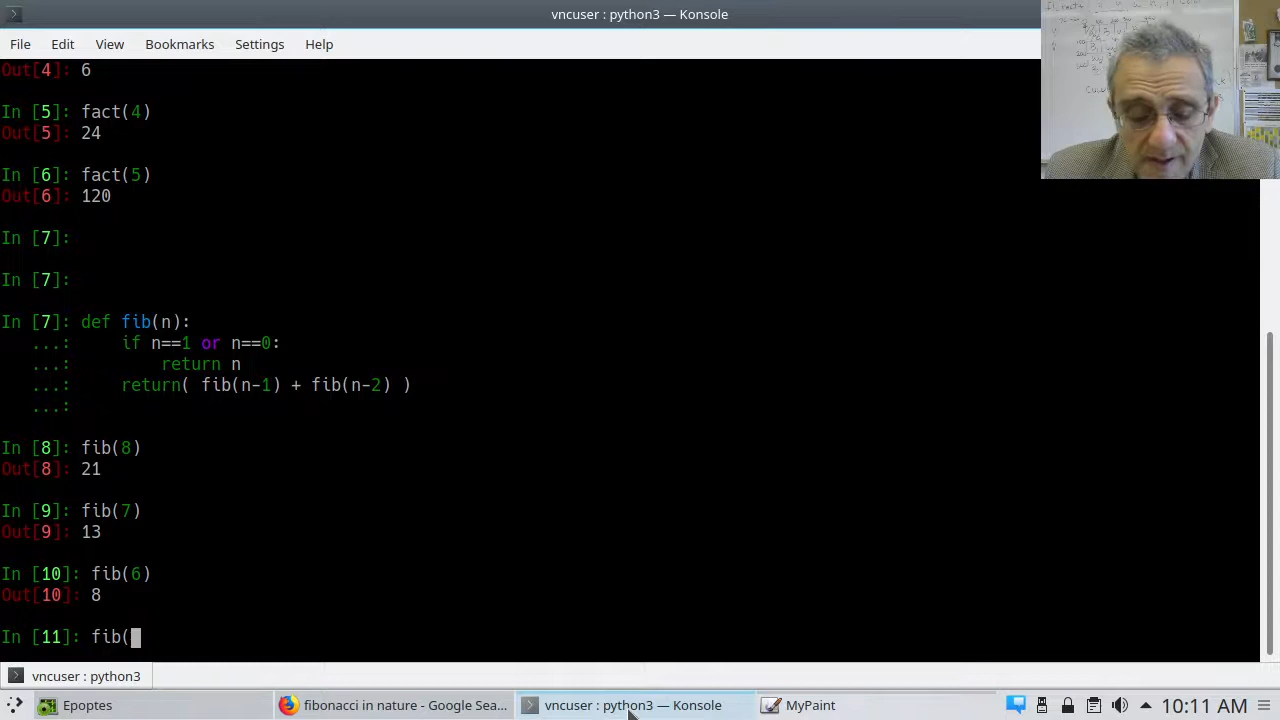 vncuser : python3 — Konsole
File Edit View Bookmarks Settings Help
Out[4]: 6
In [5]: fact(4)
Out[5]: 24
In [6]: fact(5)
Out[6]: 120
In [7]:
In [7]:
In [7]: def fib(n):
...: if n==1 or n==0:
...: return n
...: return( fib(n-1) + fib(n-2) )
...:
In [8]: fib(8)
Out[8]: 21
In [9]: fib(7)
Out[9]: 13
In [10]: fib(6)
Out[10]: 8
In [11]: fib(
vncuser : python3
Epoptes fibonacci in nature - Google Sea... vncuser : python3 — Konsole MyPaint 10:11 AM